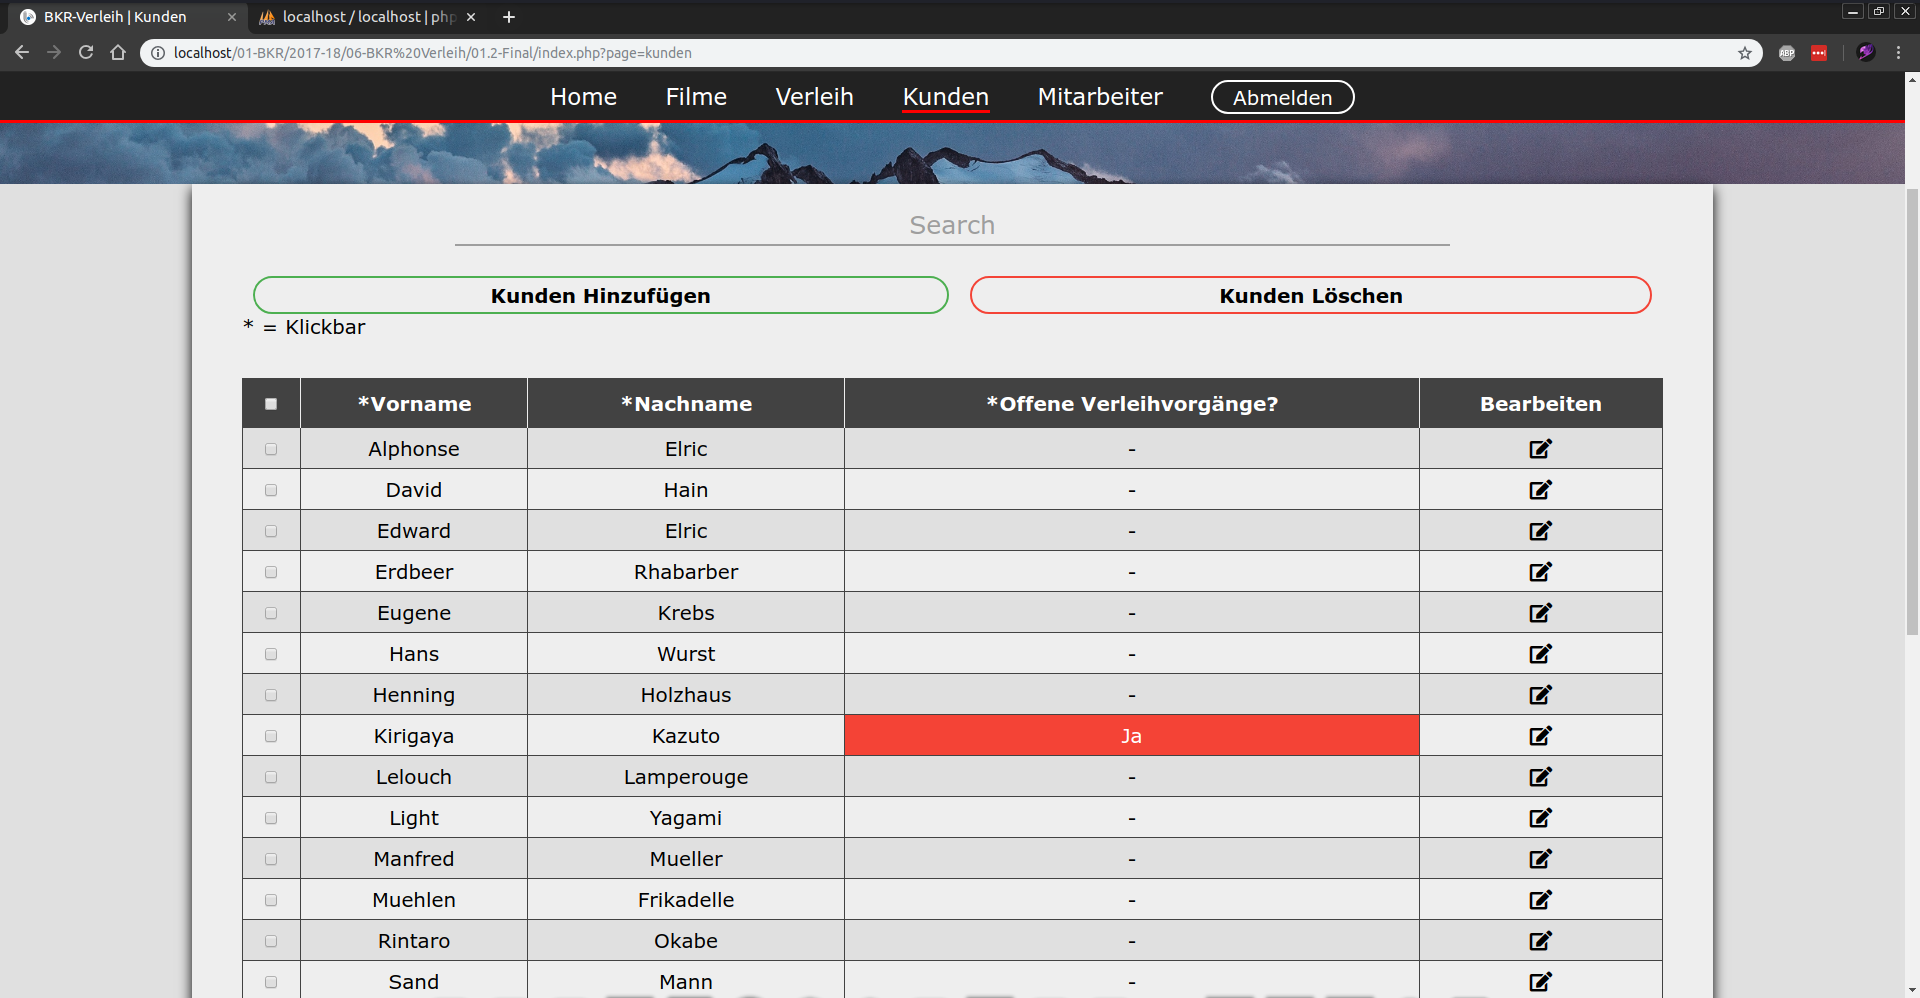 BKR-Verleih | Kunden
localhost / localhost | php
localhost/01-BKR/2017-18/06-BKR%20Verleih/01.2-Final/index.php?page=kunden
ABP
Home Filme Verleih Kunden Mitarbeiter Abmelden
Search
Kunden Hinzufügen Kunden Löschen
* = Klickbar
*Vorname *Nachname *Offene Verleihvorgänge? Bearbeiten
Alphonse Elric -
David Hain -
Edward Elric -
Erdbeer Rhabarber -
Eugene Krebs -
Hans Wurst -
Henning Holzhaus -
Kirigaya Kazuto Ja
Lelouch Lamperouge -
Light Yagami -
Manfred Mueller -
Muehlen Frikadelle -
Rintaro Okabe -
Sand Mann -